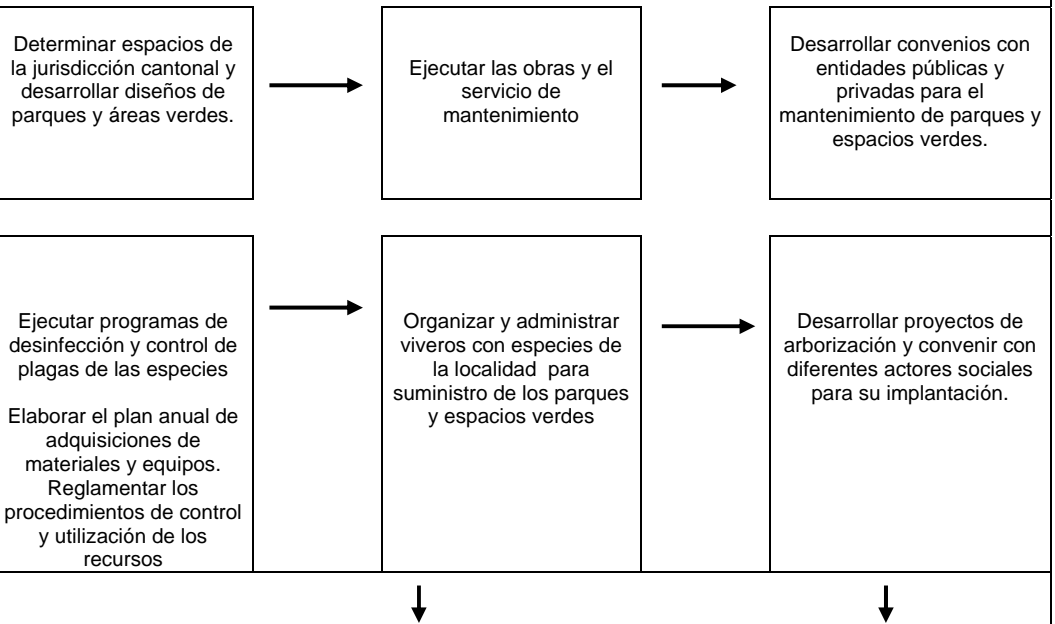 Determinar espacios de
la jurisdicción cantonal y
desarrollar diseños de
parques y áreas verdes.
Ejecutar las obras y el
servicio de
mantenimiento
Desarrollar convenios con
entidades públicas y
privadas para el
mantenimiento de parques y
espacios verdes.
Ejecutar programas de
desinfección y control de
plagas de las especies
Elaborar el plan anual de
adquisiciones de
materiales y equipos.
Reglamentar los
procedimientos de control
y utilización de los
recursos
Organizar y administrar
viveros con especies de
la localidad para
suministro de los parques
y espacios verdes
Desarrollar proyectos de
arborización y convenir con
diferentes actores sociales
para su implantación.